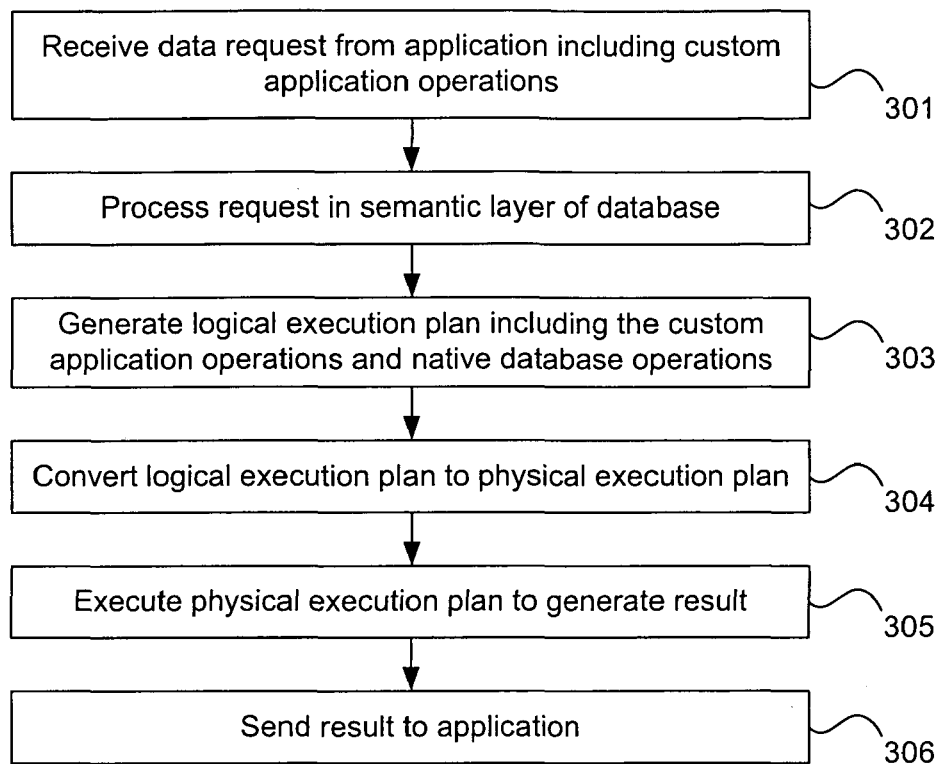 Receive data request from application including custom
application operations
301
Process request in semantic layer of database
302
Generate logical execution plan including the custom
application operations and native database operations
303
Convert logical execution plan to physical execution plan
304
Execute physical execution plan to generate result
305
Send result to application
306